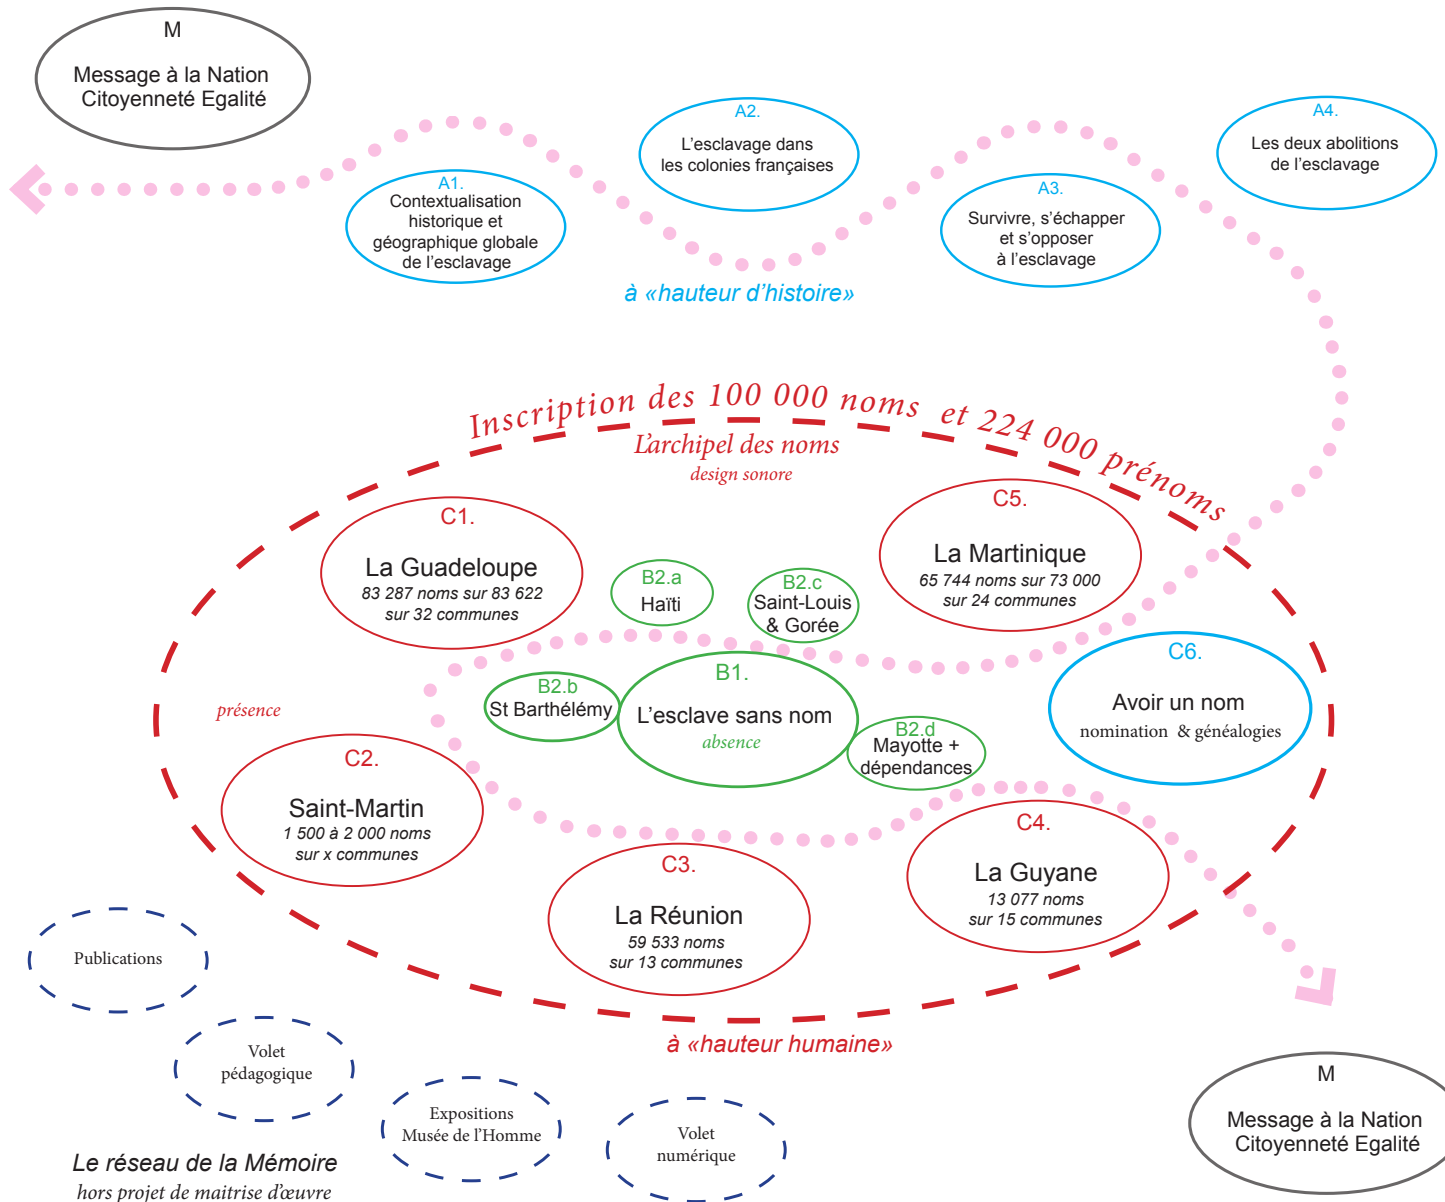 M
Message à la Nation
Citoyenneté Egalité
A1.
Contextualisation
historique et
géographique globale
de l'esclavage
A2.
L'esclavage dans
les colonies françaises
A3.
Survivre, s'échapper
et s'opposer
à l'esclavage
A4.
Les deux abolitions
de l'esclavage
à «hauteur d'histoire»
Inscription des 100 000 noms et 224 000 prénoms
L'archipel des noms
design sonore
C1.
La Guadeloupe
83 287 noms sur 83 622
sur 32 communes
B2.a
Haïti
B2.c
Saint-Louis
& Gorée
C5.
La Martinique
65 744 noms sur 73 000
sur 24 communes
présence
B2.b
St Barthélémy
B1.
L'esclave sans nom
absence
B2.d
Mayotte +
dépendances
C6.
Avoir un nom
nomination & généalogies
C2.
Saint-Martin
1 500 à 2 000 noms
sur x communes
C3.
La Réunion
59 533 noms
sur 13 communes
C4.
La Guyane
13 077 noms
sur 15 communes
à «hauteur humaine»
Publications
Volet
pédagogique
Expositions
Musée de l'Homme
Volet
numérique
Le réseau de la Mémoire
hors projet de maitrise d'œuvre
M
Message à la Nation
Citoyenneté Egalité